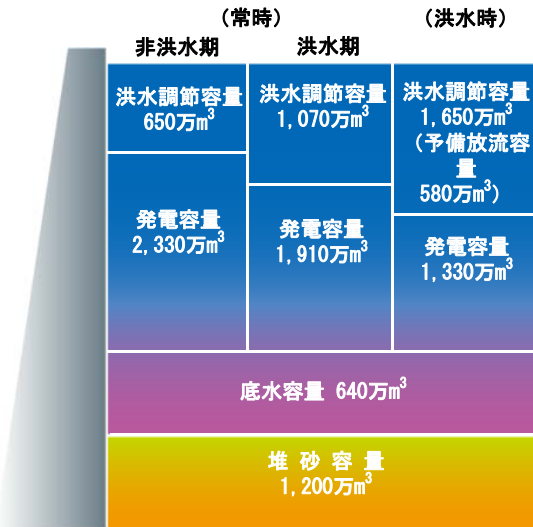 （常時）
（洪水時）
非洪水期
洪水期
洪水調節容量
650万m³
洪水調節容量
1,070万m³
洪水調節容量
1,650万m³
（予備放流容
量
580万m³）
発電容量
2,330万m³
発電容量
1,910万m³
発電容量
1,330万m³
底水容量 640万m³
堆 砂 容 量
1,200万m³